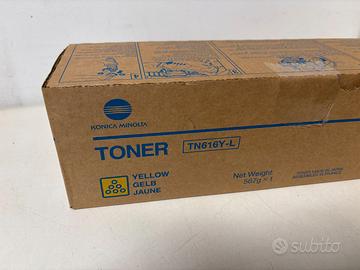 KONICA MINOLTA
TONER
TN616Y-L
YELLOW
GELB
JAUNE
Net Weight
567g × 1
subito